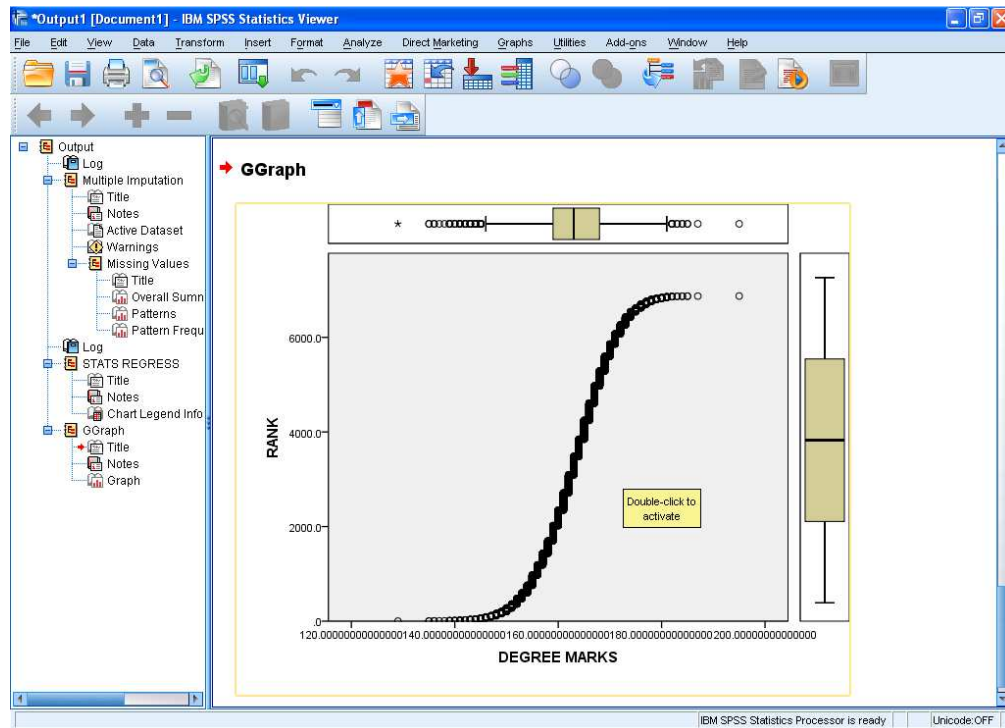 *Output1 [Document1] - IBM SPSS Statistics Viewer
File Edit View Data Transform Insert Format Analyze Direct Marketing Graphs Utilities Add-ons Window Help
Output
Log
Multiple Imputation
Title
Notes
Active Dataset
Warnings
Missing Values
Title
Overall Sumn
Patterns
Pattern Frequ
Log
STATS REGRESS
Title
Notes
Chart Legend Info
GGraph
Title
Notes
Graph
GGraph
6000.0
4000.0
2000.0
.0
RANK
Double-click to
activate
120.0000000000000140.0000000000000160.0000000000000180.0000000000000200.0000000000000
DEGREE MARKS
IBM SPSS Statistics Processor is ready Unicode:OFF